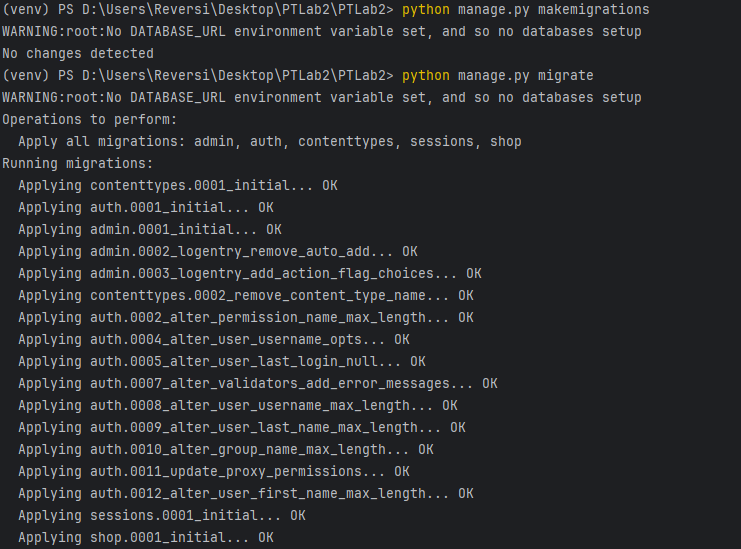 (venv) PS D:\Users\Reversi\Desktop\PTLab2\PTLab2> python manage.py makemigrations
WARNING:root:No DATABASE_URL environment variable set, and so no databases setup
No changes detected
(venv) PS D:\Users\Reversi\Desktop\PTLab2\PTLab2> python manage.py migrate
WARNING:root:No DATABASE_URL environment variable set, and so no databases setup
Operations to perform:
  Apply all migrations: admin, auth, contenttypes, sessions, shop
Running migrations:
  Applying contenttypes.0001_initial... OK
  Applying auth.0001_initial... OK
  Applying admin.0001_initial... OK
  Applying admin.0002_logentry_remove_auto_add... OK
  Applying admin.0003_logentry_add_action_flag_choices... OK
  Applying contenttypes.0002_remove_content_type_name... OK
  Applying auth.0002_alter_permission_name_max_length... OK
  Applying auth.0004_alter_user_username_opts... OK
  Applying auth.0005_alter_user_last_login_null... OK
  Applying auth.0007_alter_validators_add_error_messages... OK
  Applying auth.0008_alter_user_username_max_length... OK
  Applying auth.0009_alter_user_last_name_max_length... OK
  Applying auth.0010_alter_group_name_max_length... OK
  Applying auth.0011_update_proxy_permissions... OK
  Applying auth.0012_alter_user_first_name_max_length... OK
  Applying sessions.0001_initial... OK
  Applying shop.0001_initial... OK